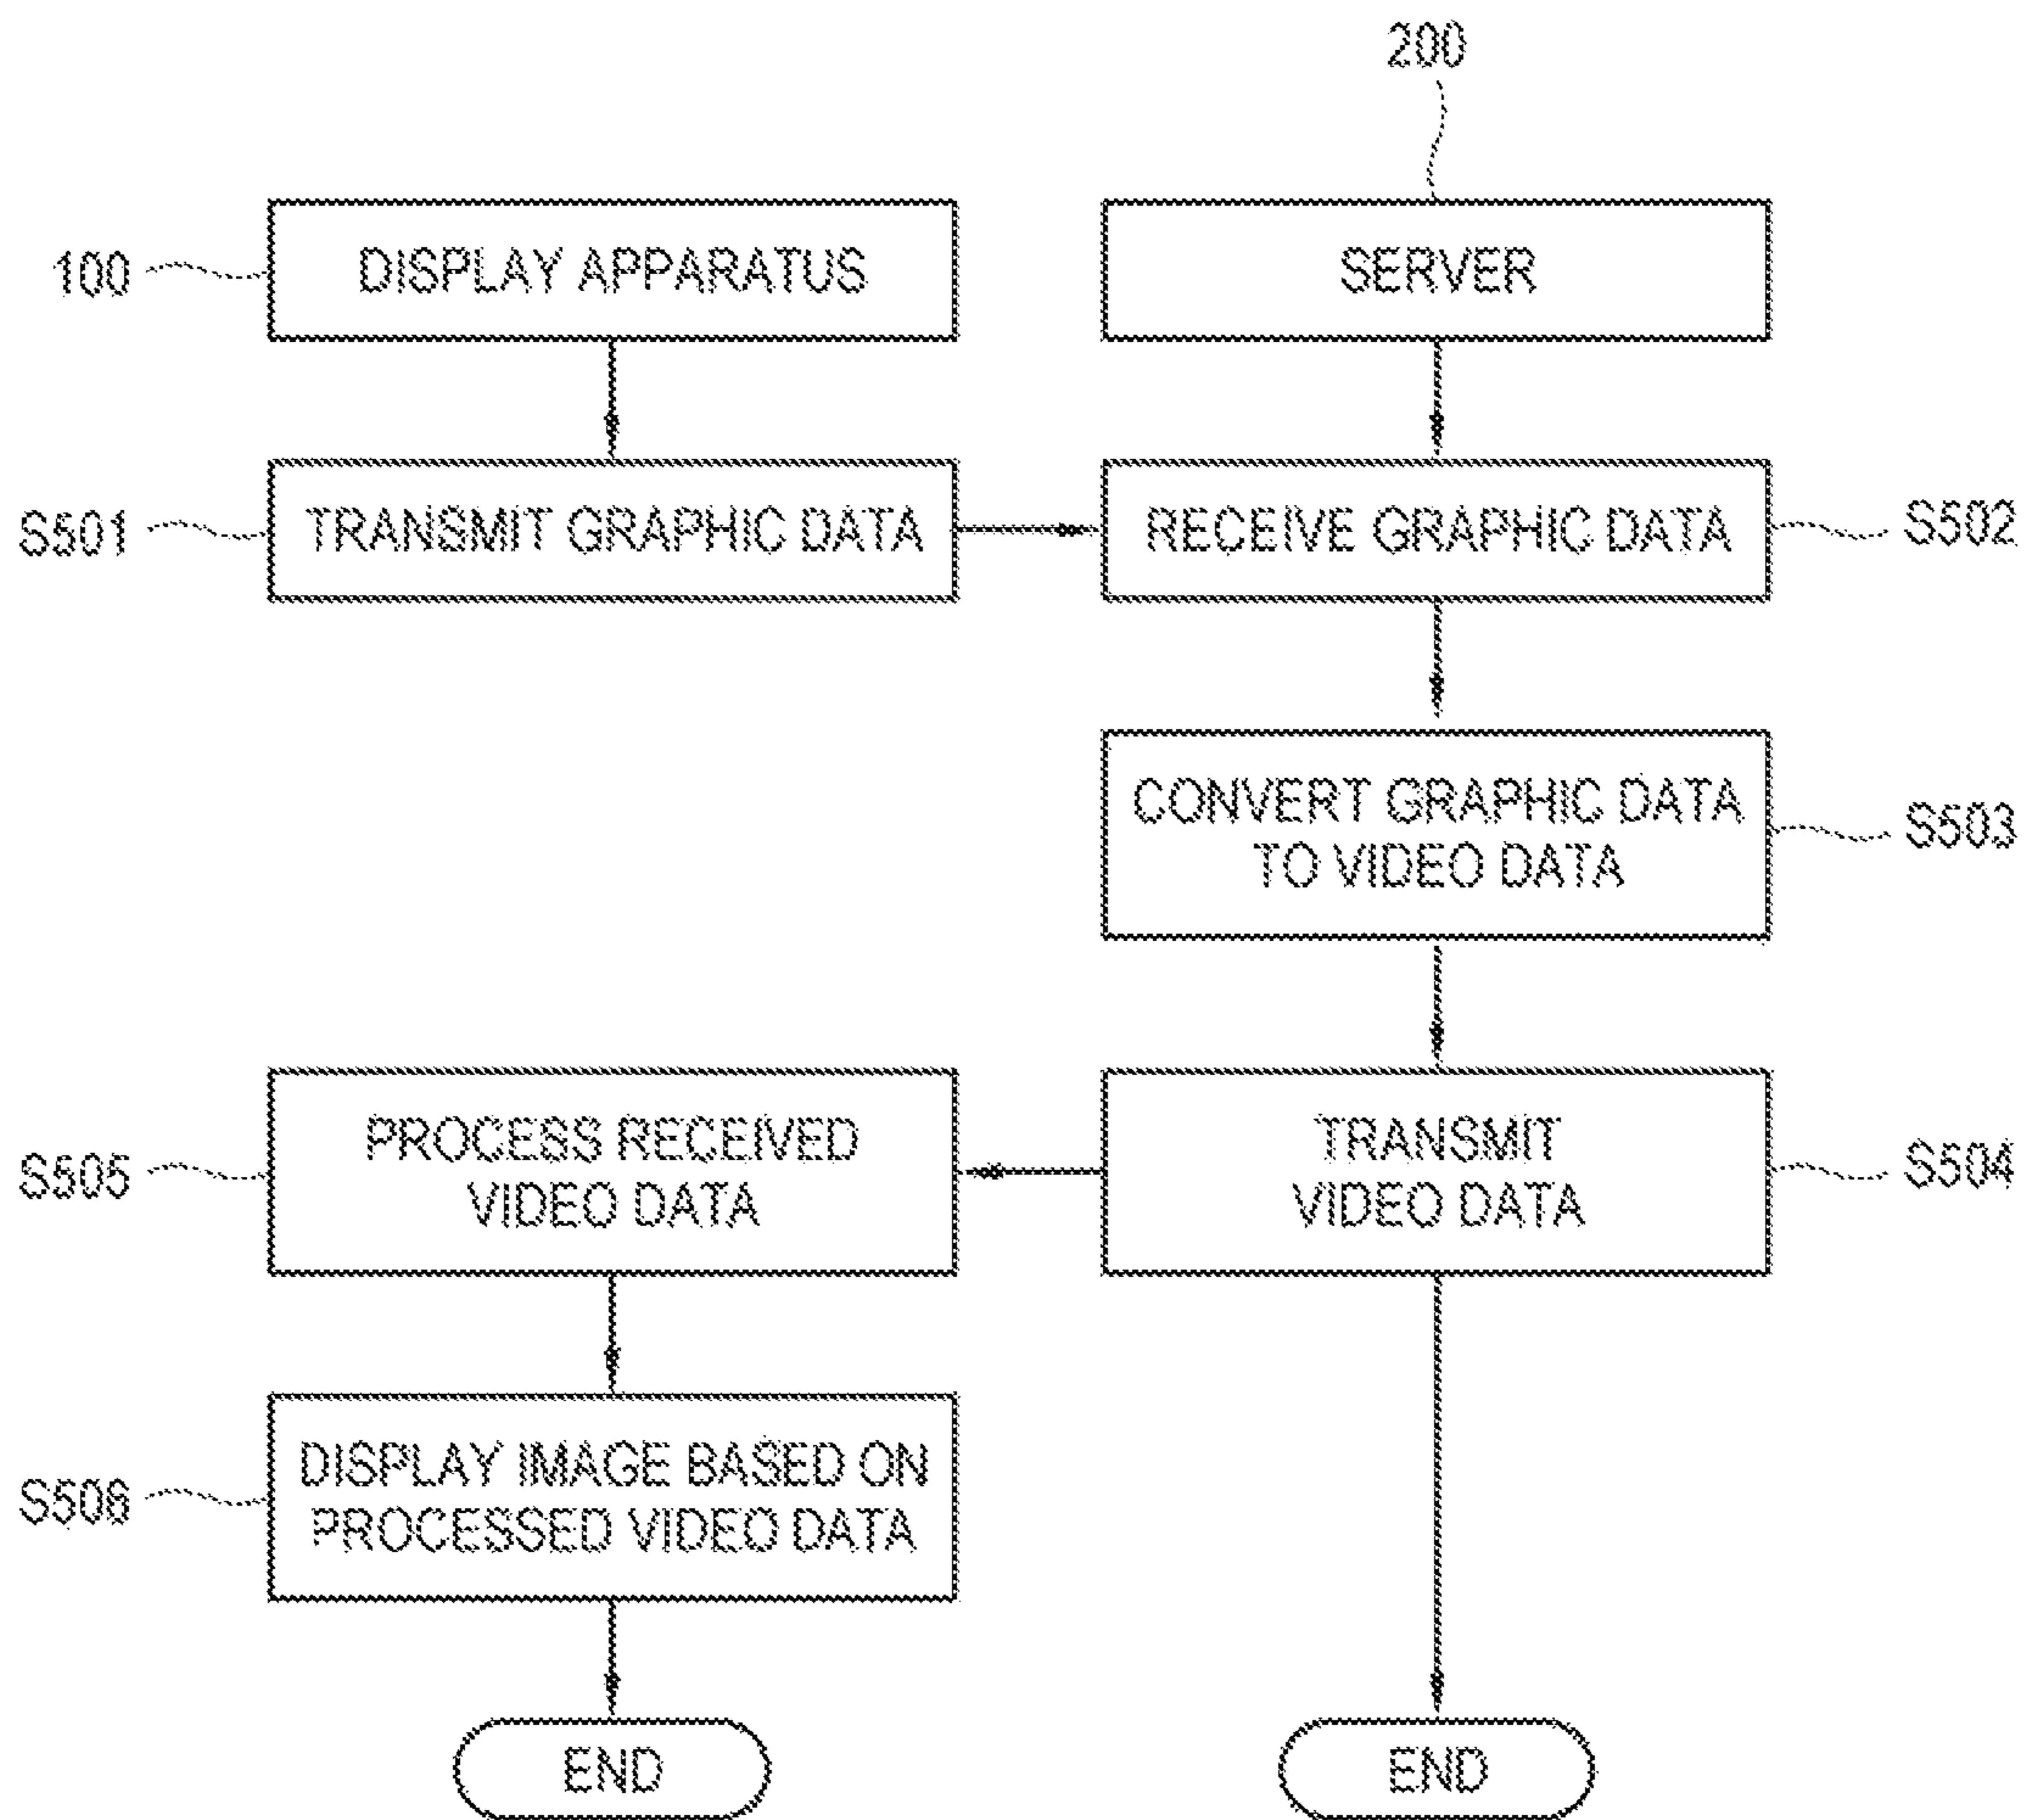 200
100
DISPLAY APPARATUS
SERVER
S501
TRANSMIT GRAPHIC DATA
RECEIVE GRAPHIC DATA
S502
CONVERT GRAPHIC DATA
TO VIDEO DATA
S503
S505
PROCESS RECEIVED
VIDEO DATA
TRANSMIT
VIDEO DATA
S504
S506
DISPLAY IMAGE BASED ON
PROCESSED VIDEO DATA
END
END